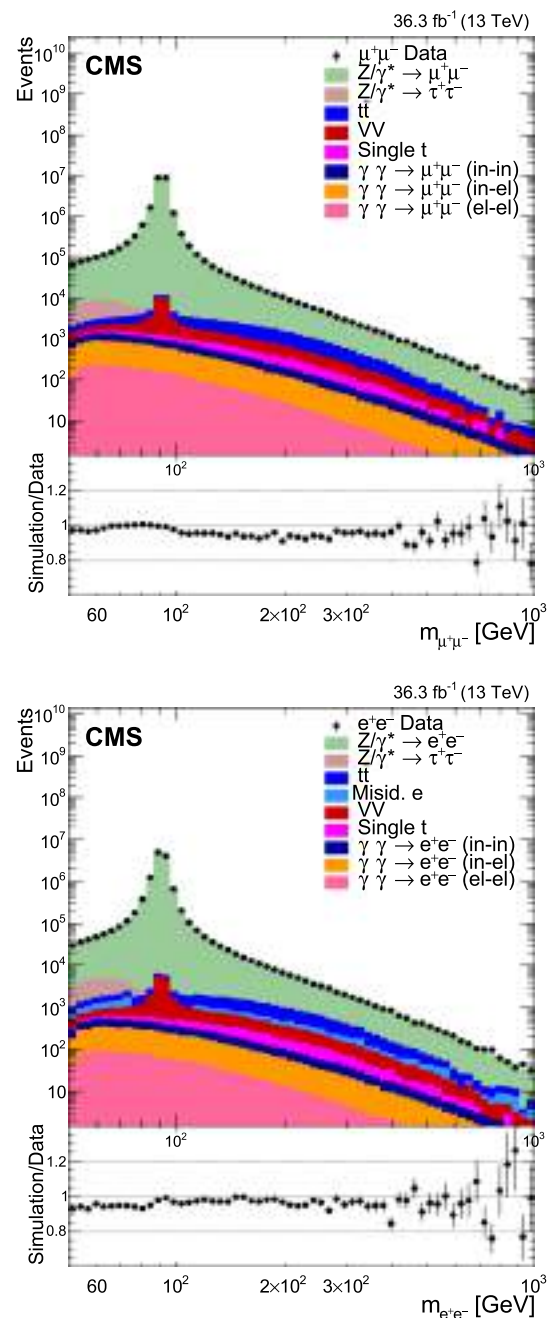 36.3 fb⁻¹ (13 TeV)
CMS
Events
μ⁺μ⁻ Data
Z/γ* → μ⁺μ⁻
Z/γ* → τ⁺τ⁻
tt̄
VV
Single t
γ γ → μ⁺μ⁻ (in-in)
γ γ → μ⁺μ⁻ (in-el)
γ γ → μ⁺μ⁻ (el-el)
10¹⁰
10⁹
10⁸
10⁷
10⁶
10⁵
10⁴
10³
10²
10
10² 10³
Simulation/Data
1.2
1
0.8
60 10² 2×10² 3×10² 10³
m_μ⁺μ⁻ [GeV]
36.3 fb⁻¹ (13 TeV)
CMS
Events
e⁺e⁻ Data
Z/γ* → e⁺e⁻
Z/γ* → τ⁺τ⁻
tt̄
Misid. e
VV
Single t
γ γ → e⁺e⁻ (in-in)
γ γ → e⁺e⁻ (in-el)
γ γ → e⁺e⁻ (el-el)
10¹⁰
10⁹
10⁸
10⁷
10⁶
10⁵
10⁴
10³
10²
10
10² 10³
Simulation/Data
1.2
1
0.8
60 10² 2×10² 3×10² 10³
m_e⁺e⁻ [GeV]